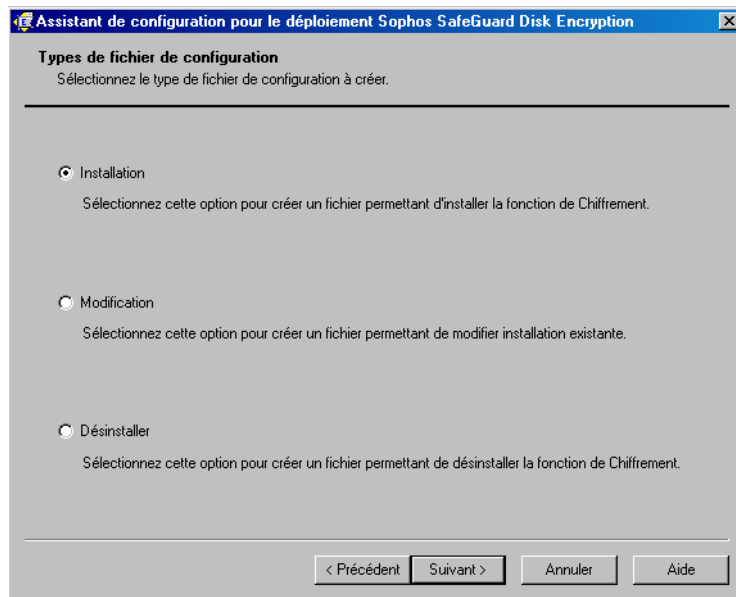 Assistant de configuration pour le déploiement Sophos SafeGuard Disk Encryption
Types de fichier de configuration
Sélectionnez le type de fichier de configuration à créer.
Installation
Sélectionnez cette option pour créer un fichier permettant d'installer la fonction de Chiffrement.
Modification
Sélectionnez cette option pour créer un fichier permettant de modifier installation existante.
Désinstaller
Sélectionnez cette option pour créer un fichier permettant de désinstaller la fonction de Chiffrement.
< Précédent Suivant > Annuler Aide